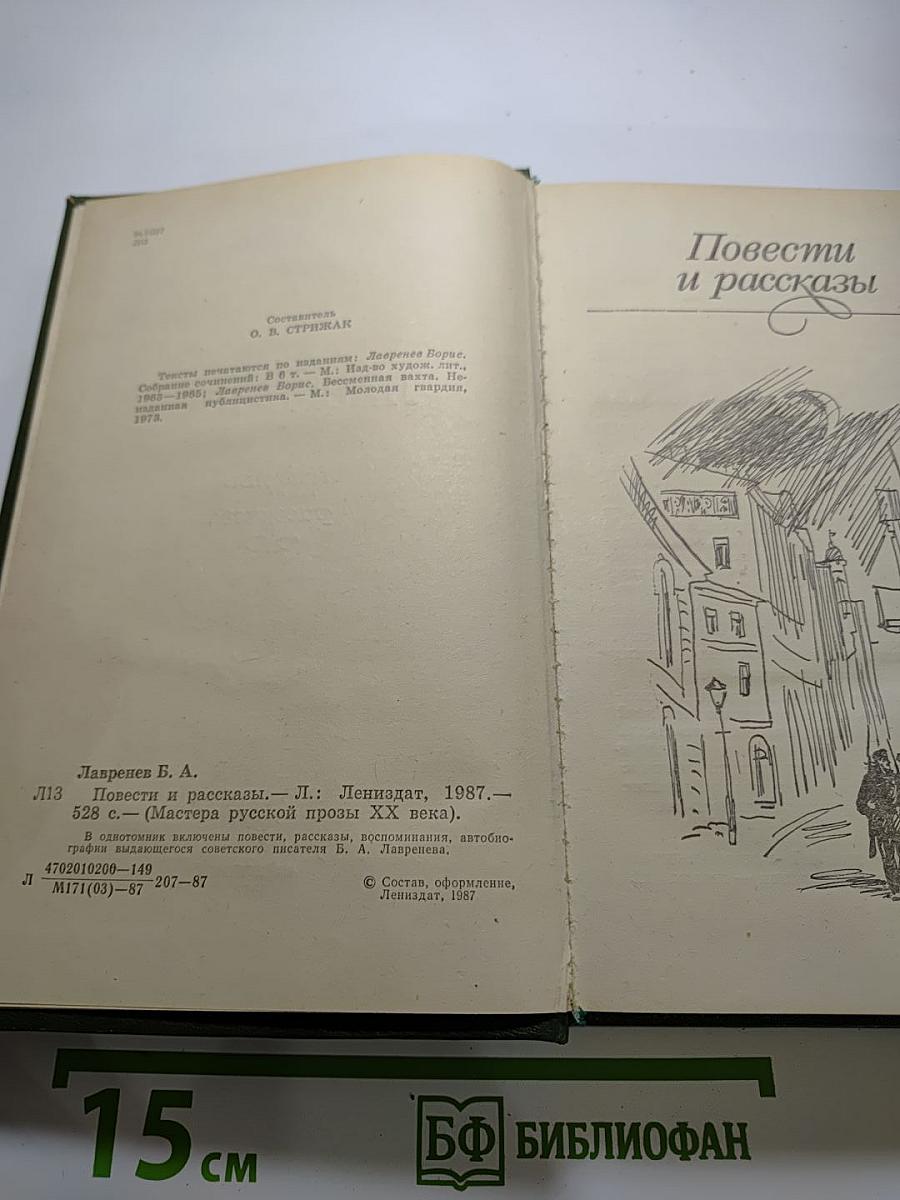 84.Р7
Л13
Составитель
О. В. СТРИЖАК
Тексты печатаются по изданиям: Лавренев Борис.
Собрание сочинений: В 6 т. — М.: Изд-во худож. лит.,
1963—1965; Лавренев Борис. Бессменная вахта. Не-
изданная публицистика. — М.: Молодая гвардия,
1973.
Лавренев Б. А.
Л13 Повести и рассказы.— Л.: Лениздат, 1987.—
528 с.— (Мастера русской прозы XX века).
В однотомник включены повести, рассказы, воспоминания, автобио-
графии выдающегося советского писателя Б. А. Лавренева.
Л 4702010200—149
М171(03)—87 207—87
© Состав, оформление,
Лениздат, 1987
Повести
и рассказы
15 см
БФ БИБЛИОФАН